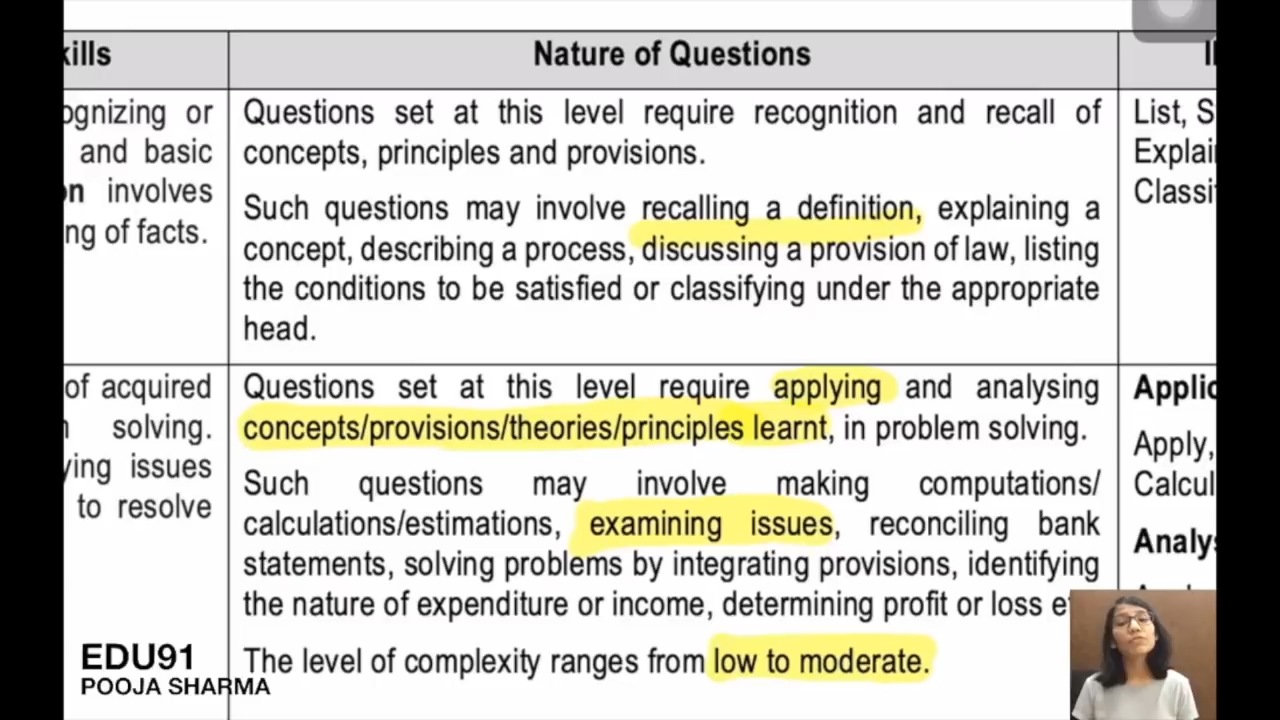 kills
Nature of Questions
ognizing or
and basic
on involves
ng of facts.
Questions set at this level require recognition and recall of
concepts, principles and provisions.
Such questions may involve recalling a definition, explaining a
concept, describing a process, discussing a provision of law, listing
the conditions to be satisfied or classifying under the appropriate
head.
List, S
Explai
Classi
of acquired
solving.
ying issues
to resolve
Questions set at this level require applying and analysing
concepts/provisions/theories/principles learnt, in problem solving.
Such questions may involve making computations/
calculations/estimations, examining issues, reconciling bank
statements, solving problems by integrating provisions, identifying
the nature of expenditure or income, determining profit or loss e
The level of complexity ranges from low to moderate.
Applic
Apply,
Calcul
Analys
EDU91
POOJA SHARMA